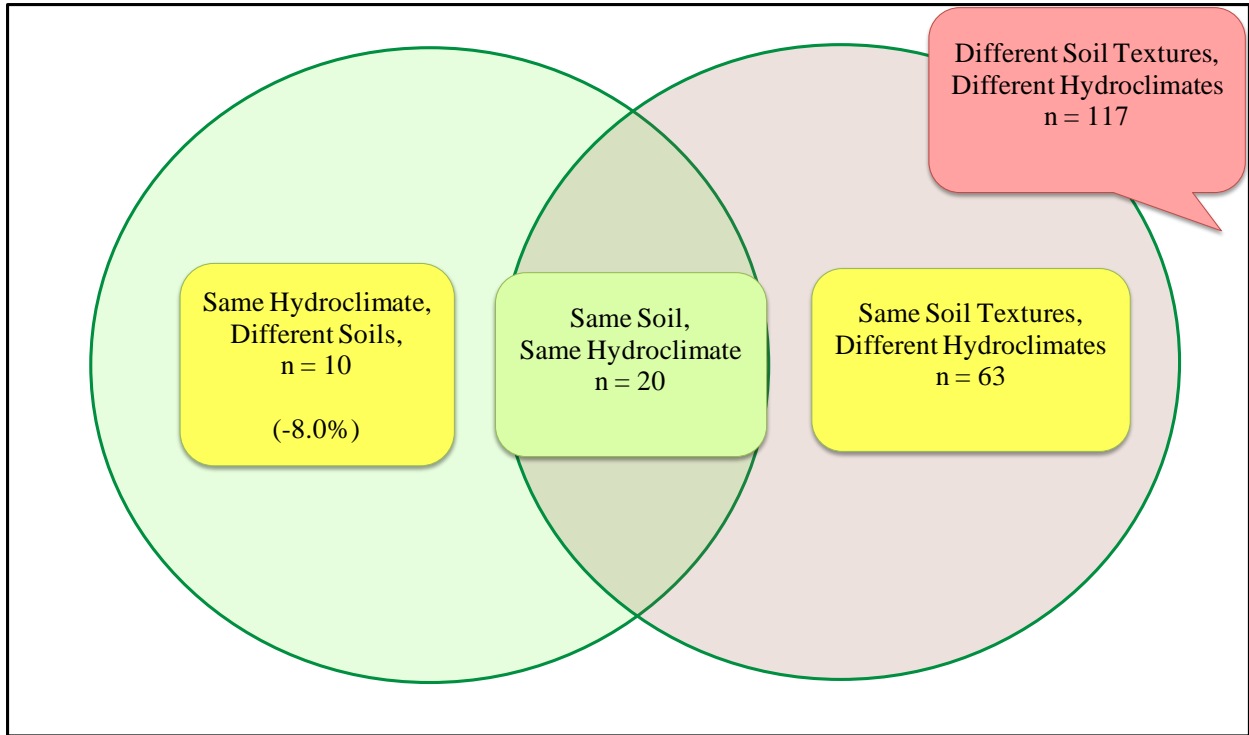 Different Soil Textures,
Different Hydroclimates
n = 117
Same Hydroclimate,
Different Soils,
n = 10
(-8.0%)
Same Soil,
Same Hydroclimate
n = 20
Same Soil Textures,
Different Hydroclimates
n = 63